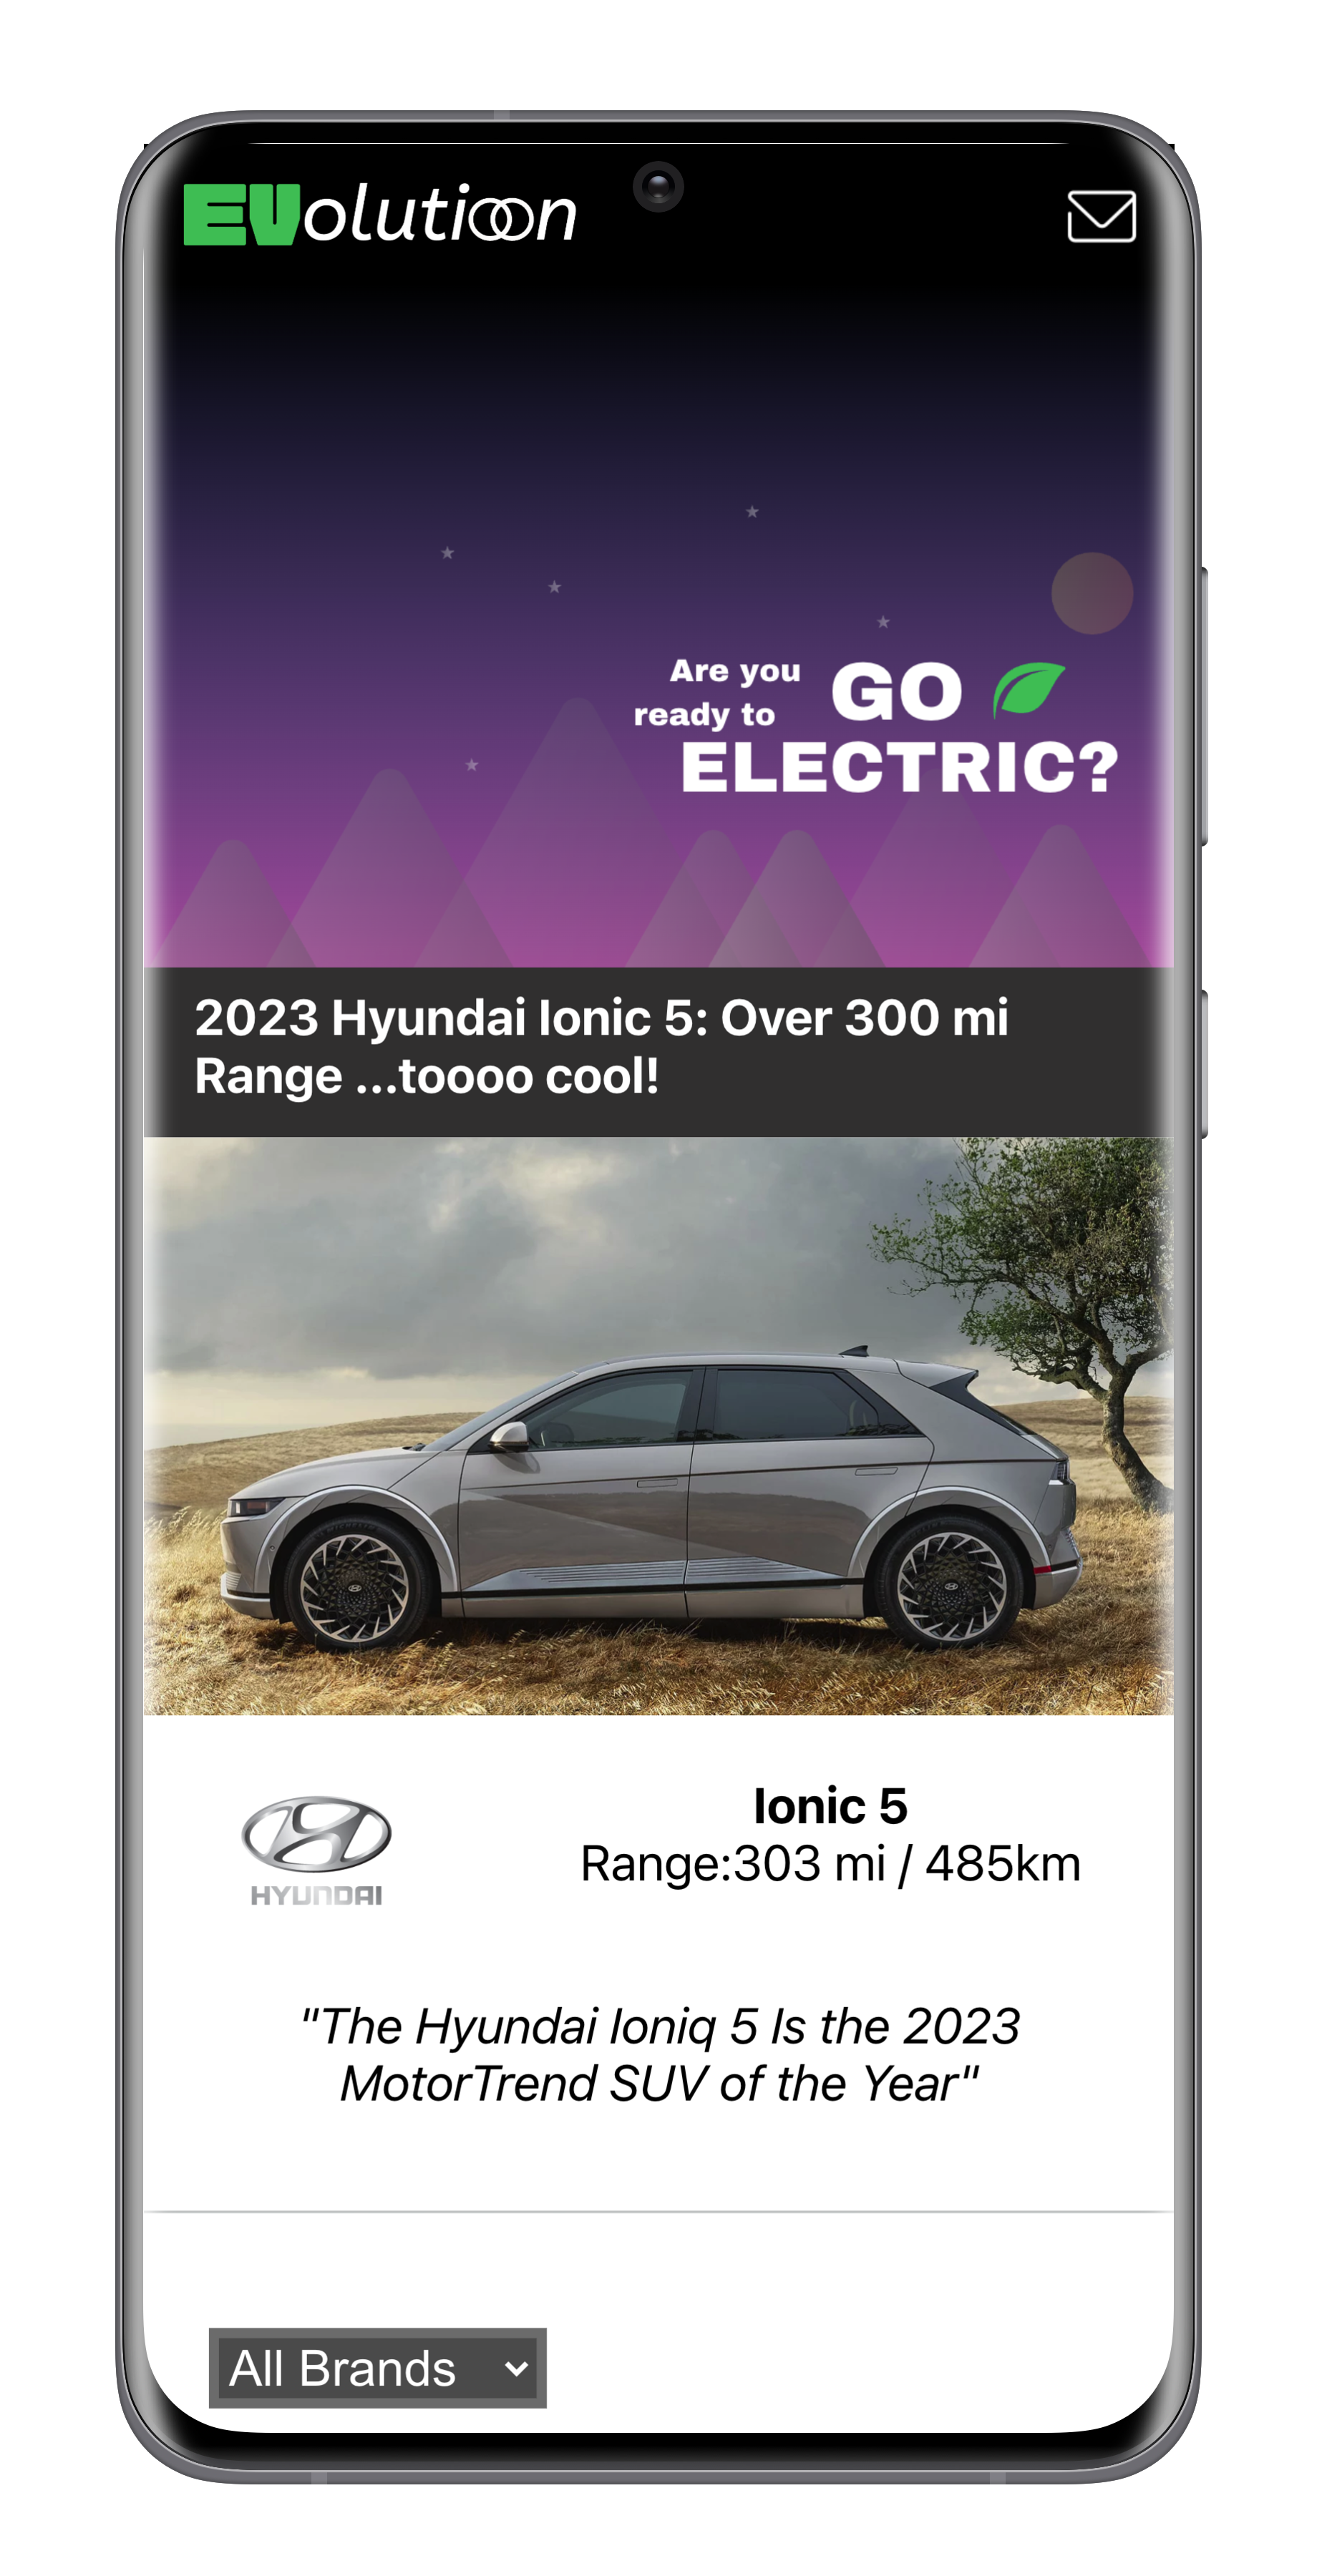 EVolutioon
Are you
ready to
GO
ELECTRIC?
2023 Hyundai Ionic 5: Over 300 mi
Range ...toooo cool!
HYUNDAI
Ionic 5
Range:303 mi / 485km
"The Hyundai Ioniq 5 Is the 2023
MotorTrend SUV of the Year"
All Brands